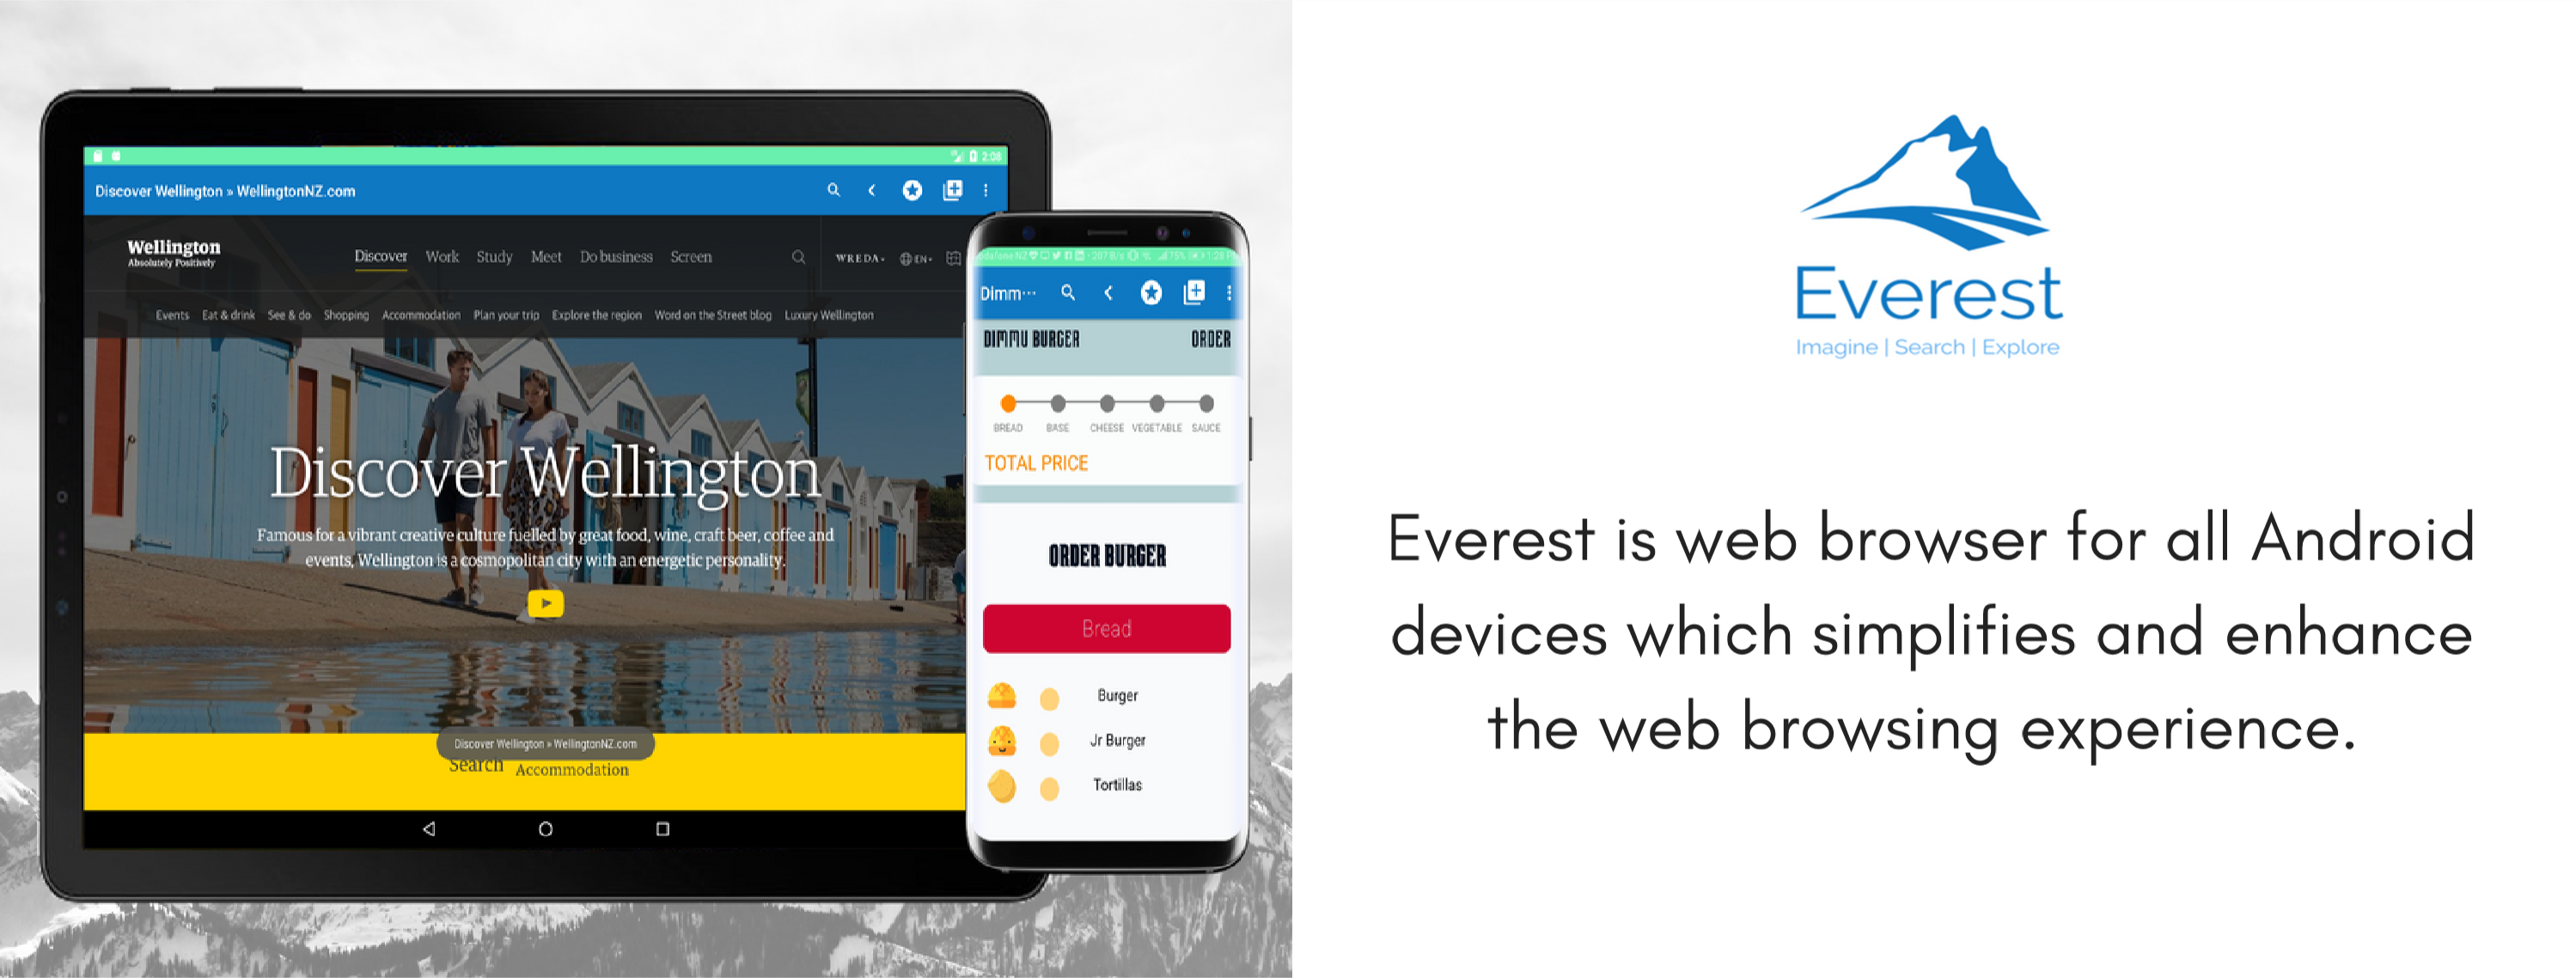 2:08
Discover Wellington » WellingtonNZ.com
Wellington
Absolutely Positively
Discover Work Study Meet Do business Screen
WREDA EN
Events Eat & drink See & do Shopping Accommodation Plan your trip Explore the region Word on the Street blog Luxury Wellington
Discover Wellington
Famous for a vibrant creative culture fuelled by great food, wine, craft beer, coffee and
events, Wellington is a cosmopolitan city with an energetic personality.
Discover Wellington » WellingtonNZ.com
Search Accommodation
75% 1:28
Dimm...
DIMMU BURGER ORDER
BREAD BASE CHEESE VEGETABLE SAUCE
TOTAL PRICE
ORDER BURGER
Bread
Burger
Jr Burger
Tortillas
Everest
Imagine | Search | Explore
Everest is web browser for all Android
devices which simplifies and enhance
the web browsing experience.